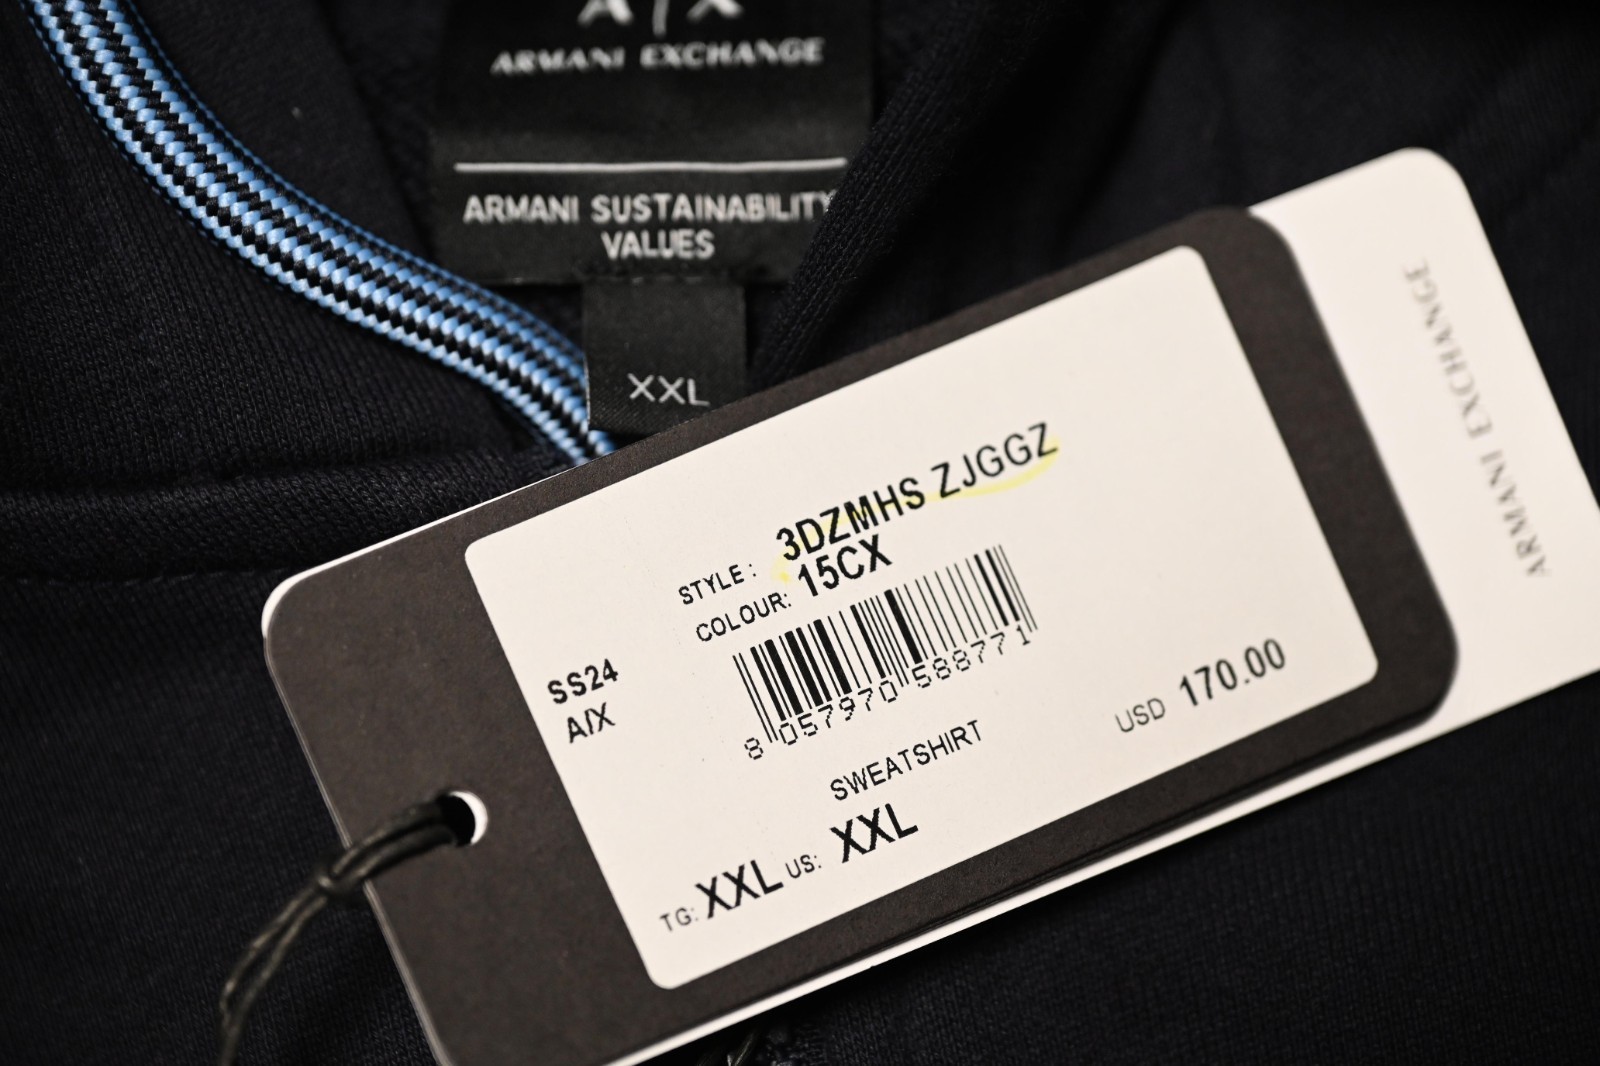 A|X
ARMANI EXCHANGE
ARMANI SUSTAINABILITY
VALUES
XXL
ARMANI EXCHANGE
STYLE: 3DZMHS ZJGGZ
COLOUR: 15CX
SS24
A/X
8 057970 588771
SWEATSHIRT
USD 170.00
TG: XXL US: XXL